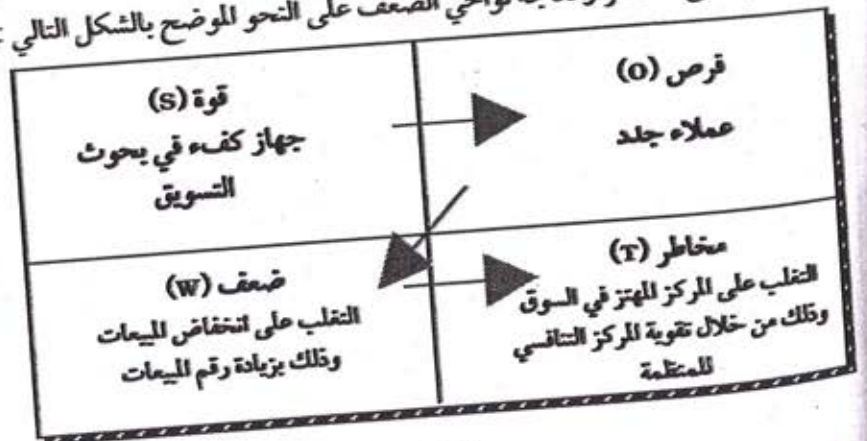 نواحي الضعف على النحو الموضح بالشكل التالي :
قوة (S)
جهاز كفء في بحوث
التسويق
فرص (O)
عملاء جدد
ضعف (W)
التغلب على انخفاض المبيعات
وذلك بزيادة رقم المبيعات
مخاطر (T)
التغلب على المركز المهتز في السوق
وذلك من خلال تقوية المركز التنافسي
للمنظمة